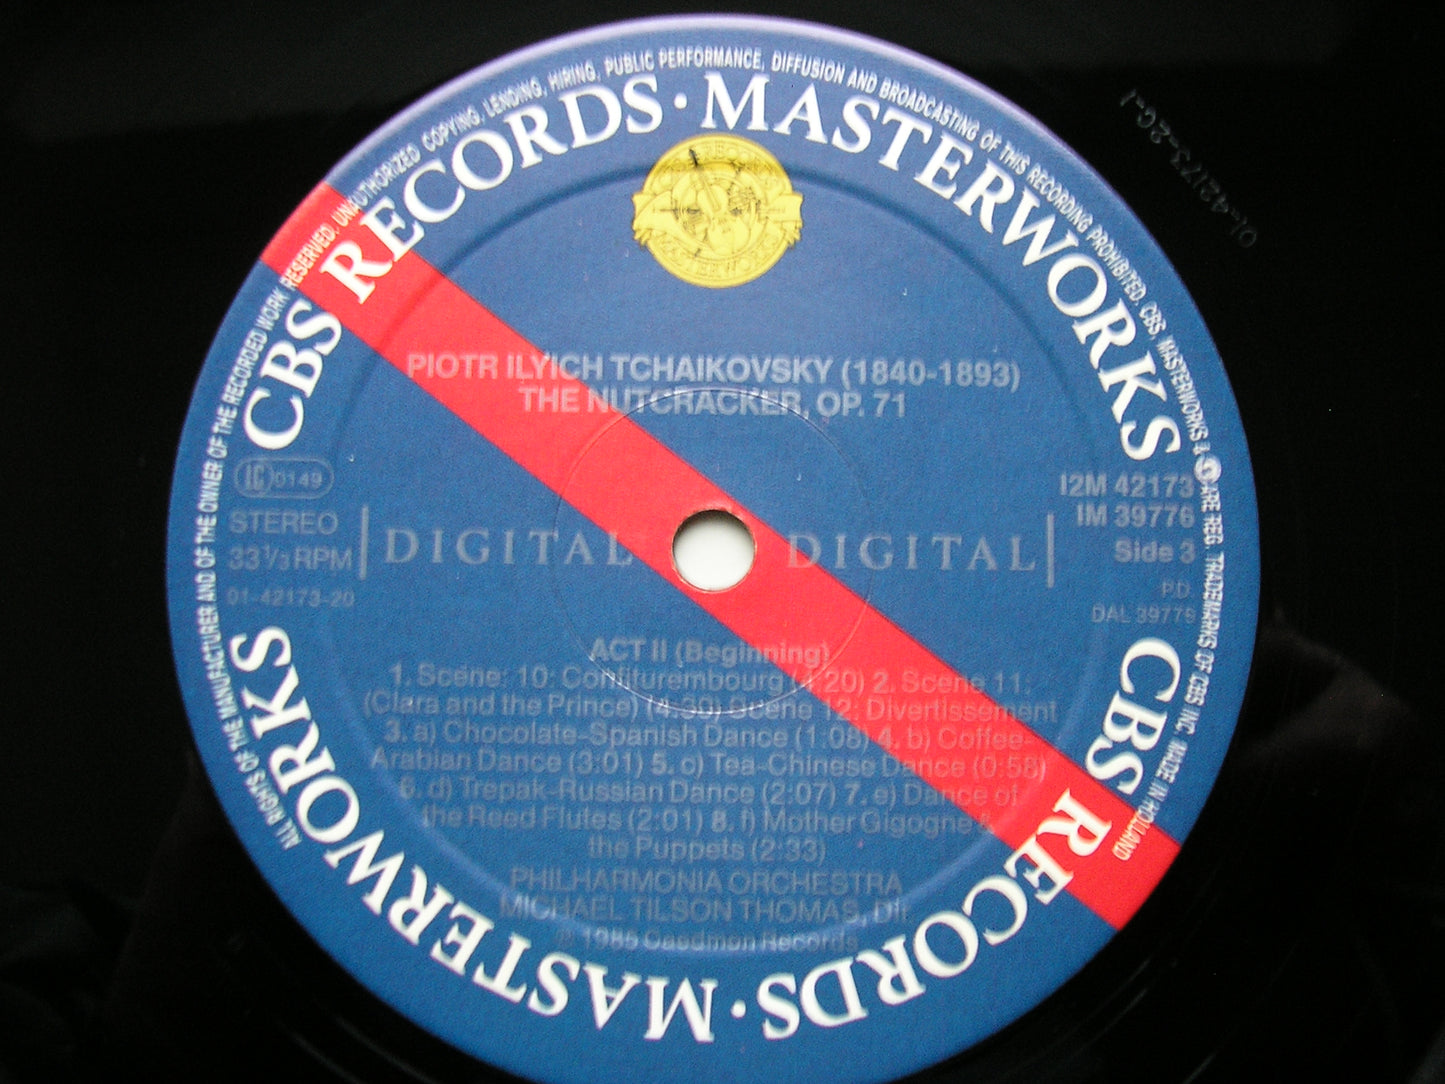 ALL RIGHTS OF THE MANUFACTURER AND OF THE OWNER OF THE RECORDED WORK RESERVED. UNAUTHORIZED COPYING, LENDING, HIRING, PUBLIC PERFORMANCE, DIFFUSION AND BROADCASTING OF THIS RECORDING PROHIBITED. CBS, MASTERWORKS & ARE REG. TRADEMARKS OF CBS INC. MADE IN HOLLAND
CBS RECORDS · MASTERWORKS
CBS RECORDS · MASTERWORKS
MASTERWORKS
PIOTR ILYICH TCHAIKOVSKY (1840-1893)
THE NUTCRACKER, OP. 71
IC 0149
STEREO
33 1/3 RPM
01-42173-20
DIGITAL DIGITAL
I2M 42173
IM 39776
Side 3
P.D.
DAL 39776
ACT II (Beginning)
1. Scene: 10: Confiturembourg (4:20) 2. Scene 11:
(Clara and the Prince) (4:30) Scene 12: Divertissement
3. a) Chocolate-Spanish Dance (1:08) 4. b) Coffee-
Arabian Dance (3:01) 5. c) Tea-Chinese Dance (0:58)
6. d) Trepak-Russian Dance (2:07) 7. e) Dance of
the Reed Flutes (2:01) 8. f) Mother Gigogne &
the Puppets (2:33)
PHILHARMONIA ORCHESTRA
MICHAEL TILSON THOMAS, DIR.
Caedmon Records
01-42173-20-1